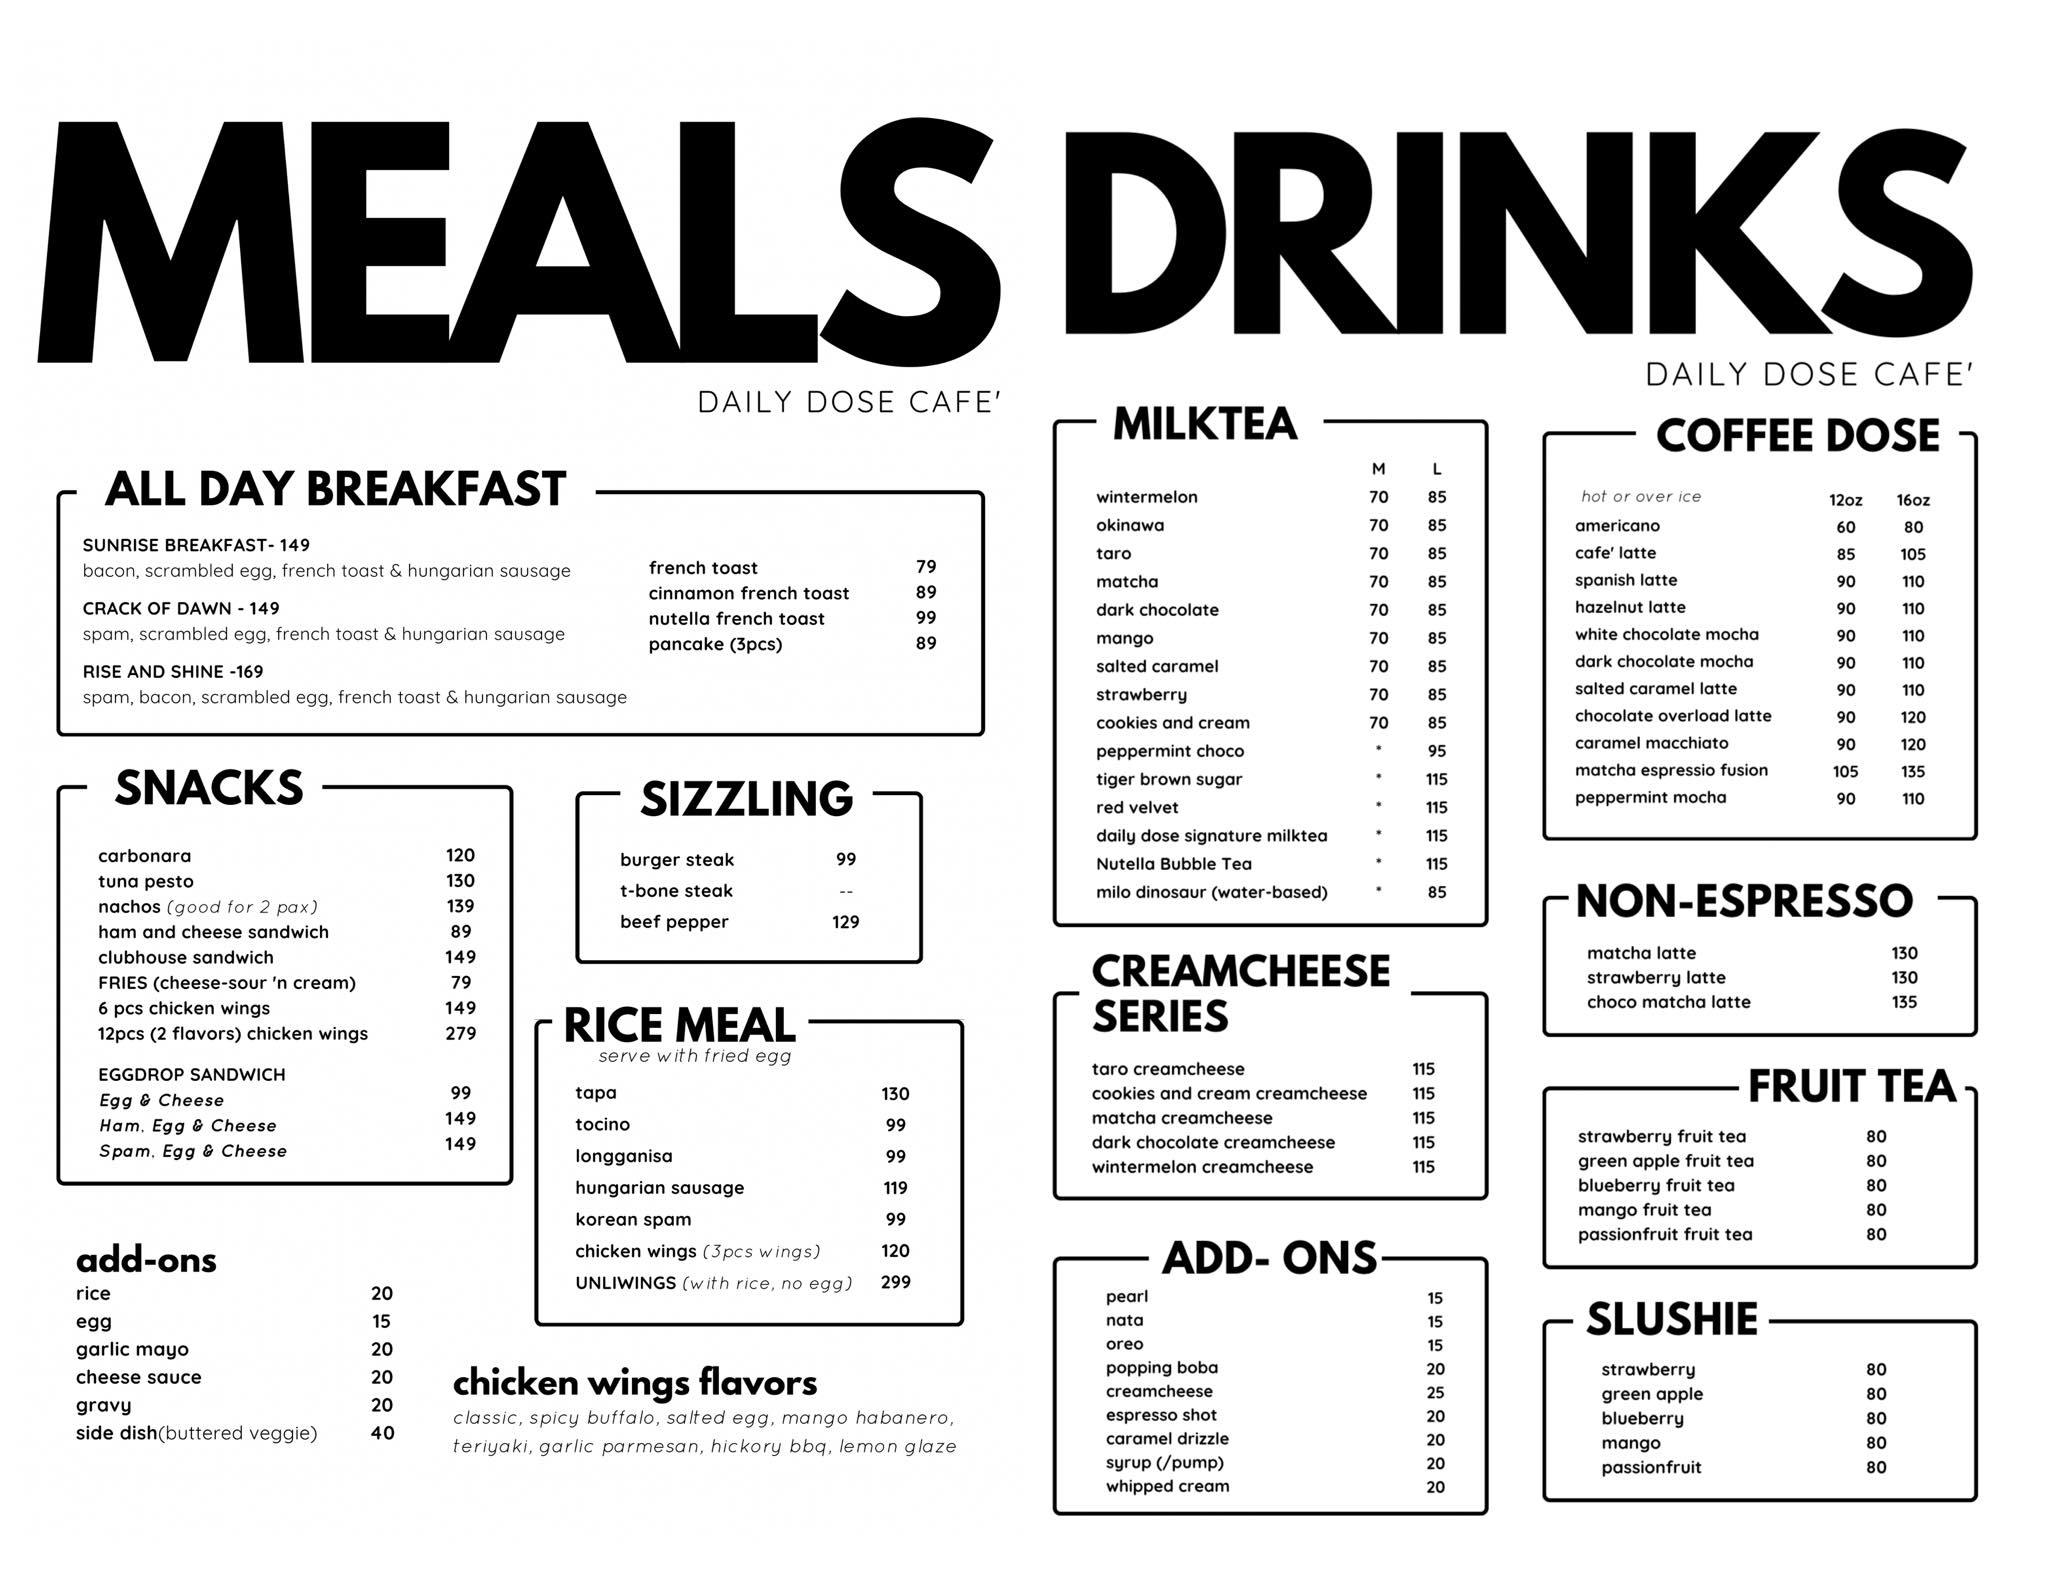 MEALS
DAILY DOSE CAFE'
ALL DAY BREAKFAST
SUNRISE BREAKFAST- 149
bacon, scrambled egg, french toast & hungarian sausage
CRACK OF DAWN - 149
spam, scrambled egg, french toast & hungarian sausage
RISE AND SHINE -169
spam, bacon, scrambled egg, french toast & hungarian sausage
french toast 79
cinnamon french toast 89
nutella french toast 99
pancake (3pcs) 89
SNACKS
carbonara 120
tuna pesto 130
nachos (good for 2 pax) 139
ham and cheese sandwich 89
clubhouse sandwich 149
FRIES (cheese-sour 'n cream) 79
6 pcs chicken wings 149
12pcs (2 flavors) chicken wings 279
EGGDROP SANDWICH
Egg & Cheese 99
Ham, Egg & Cheese 149
Spam, Egg & Cheese 149
SIZZLING
burger steak 99
t-bone steak --
beef pepper 129
RICE MEAL
serve with fried egg
tapa 130
tocino 99
longganisa 99
hungarian sausage 119
korean spam 99
chicken wings (3pcs wings) 120
UNLIWINGS (with rice, no egg) 299
add-ons
rice 20
egg 15
garlic mayo 20
cheese sauce 20
gravy 20
side dish(buttered veggie) 40
chicken wings flavors
classic, spicy buffalo, salted egg, mango habanero,
teriyaki, garlic parmesan, hickory bbq, lemon glaze
DRINKS
DAILY DOSE CAFE'
MILKTEA
M L
wintermelon 70 85
okinawa 70 85
taro 70 85
matcha 70 85
dark chocolate 70 85
mango 70 85
salted caramel 70 85
strawberry 70 85
cookies and cream 70 85
peppermint choco * 95
tiger brown sugar * 115
red velvet * 115
daily dose signature milktea * 115
Nutella Bubble Tea * 115
milo dinosaur (water-based) * 85
CREAMCHEESE
SERIES
taro creamcheese 115
cookies and cream creamcheese 115
matcha creamcheese 115
dark chocolate creamcheese 115
wintermelon creamcheese 115
ADD- ONS
pearl 15
nata 15
oreo 15
popping boba 20
creamcheese 25
espresso shot 20
caramel drizzle 20
syrup (/pump) 20
whipped cream 20
COFFEE DOSE
hot or over ice 12oz 16oz
americano 60 80
cafe' latte 85 105
spanish latte 90 110
hazelnut latte 90 110
white chocolate mocha 90 110
dark chocolate mocha 90 110
salted caramel latte 90 110
chocolate overload latte 90 120
caramel macchiato 90 120
matcha espressio fusion 105 135
peppermint mocha 90 110
NON-ESPRESSO
matcha latte 130
strawberry latte 130
choco matcha latte 135
FRUIT TEA
strawberry fruit tea 80
green apple fruit tea 80
blueberry fruit tea 80
mango fruit tea 80
passionfruit fruit tea 80
SLUSHIE
strawberry 80
green apple 80
blueberry 80
mango 80
passionfruit 80